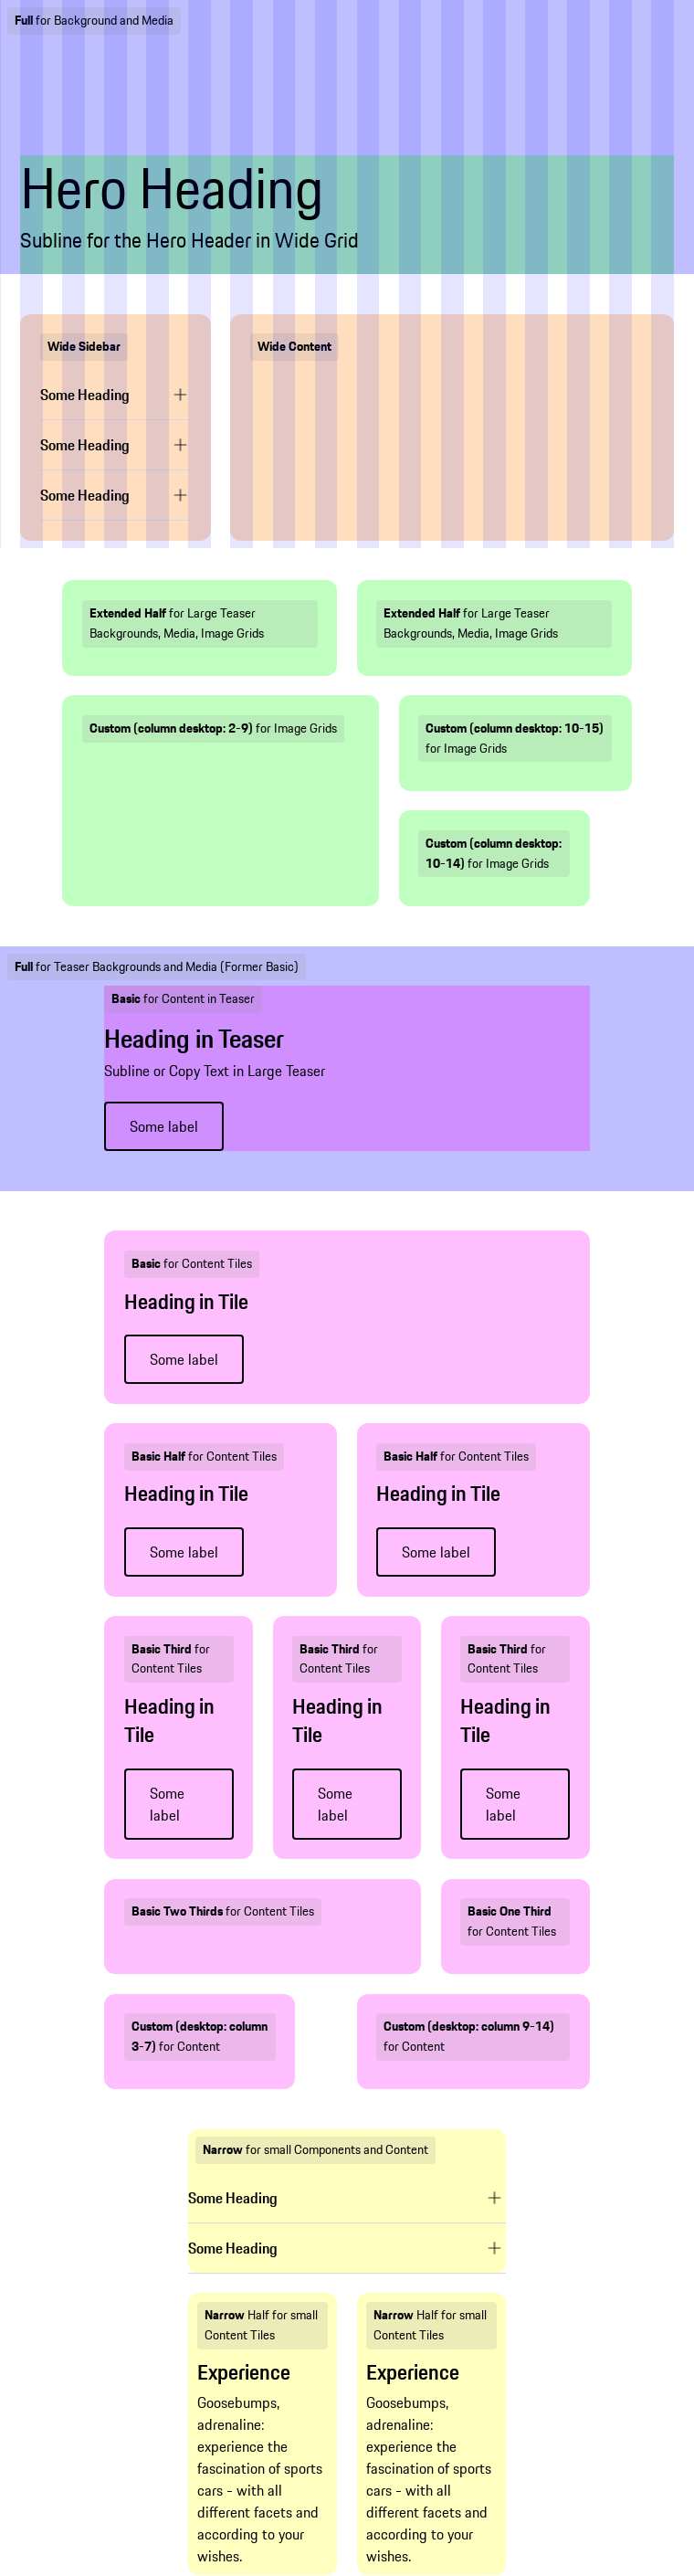 Full for Background and Media
Hero Heading
Subline for the Hero Header in Wide Grid
Wide Sidebar
Some Heading
Some Heading
Some Heading
Wide Content
Extended Half for Large Teaser
Backgrounds, Media, Image Grids
Extended Half for Large Teaser
Backgrounds, Media, Image Grids
Custom (column desktop: 2-9) for Image Grids
Custom (column desktop: 10-15)
for Image Grids
Custom (column desktop:
10-14) for Image Grids
Full for Teaser Backgrounds and Media (Former Basic)
Basic for Content in Teaser
Heading in Teaser
Subline or Copy Text in Large Teaser
Some label
Basic for Content Tiles
Heading in Tile
Some label
Basic Half for Content Tiles
Heading in Tile
Some label
Basic Half for Content Tiles
Heading in Tile
Some label
Basic Third for
Content Tiles
Heading in
Tile
Some
label
Basic Third for
Content Tiles
Heading in
Tile
Some
label
Basic Third for
Content Tiles
Heading in
Tile
Some
label
Basic Two Thirds for Content Tiles
Basic One Third
for Content Tiles
Custom (desktop: column
3-7) for Content
Custom (desktop: column 9-14)
for Content
Narrow for small Components and Content
Some Heading
Some Heading
Narrow Half for small
Content Tiles
Experience
Goosebumps,
adrenaline:
experience the
fascination of sports
cars - with all
different facets and
according to your
wishes.
Narrow Half for small
Content Tiles
Experience
Goosebumps,
adrenaline:
experience the
fascination of sports
cars - with all
different facets and
according to your
wishes.